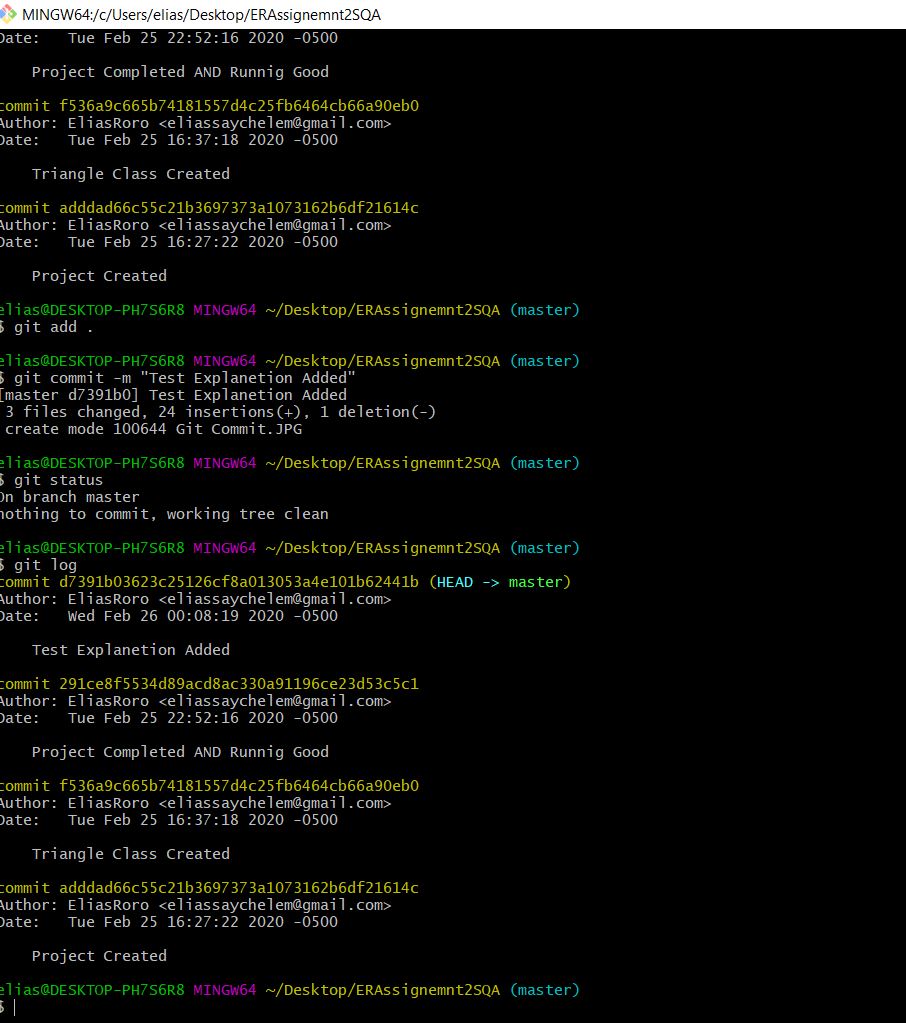 MINGW64:/c/Users/elias/Desktop/ERAssignemnt2SQA
Date:   Tue Feb 25 22:52:16 2020 -0500
Project Completed AND Runnig Good
commit f536a9c665b74181557d4c25fb6464cb66a90eb0
Author: EliasRoro <eliassaychelem@gmail.com>
Date:   Tue Feb 25 16:37:18 2020 -0500
Triangle Class Created
commit adddad66c55c21b3697373a1073162b6df21614c
Author: EliasRoro <eliassaychelem@gmail.com>
Date:   Tue Feb 25 16:27:22 2020 -0500
Project Created
elias@DESKTOP-PH7S6R8 MINGW64 ~/Desktop/ERAssignemnt2SQA (master)
$ git add .
elias@DESKTOP-PH7S6R8 MINGW64 ~/Desktop/ERAssignemnt2SQA (master)
$ git commit -m "Test Explanetion Added"
[master d7391b0] Test Explanetion Added
3 files changed, 24 insertions(+), 1 deletion(-)
create mode 100644 Git Commit.JPG
elias@DESKTOP-PH7S6R8 MINGW64 ~/Desktop/ERAssignemnt2SQA (master)
$ git status
On branch master
nothing to commit, working tree clean
elias@DESKTOP-PH7S6R8 MINGW64 ~/Desktop/ERAssignemnt2SQA (master)
$ git log
commit d7391b03623c25126cf8a013053a4e101b62441b (HEAD -> master)
Author: EliasRoro <eliassaychelem@gmail.com>
Date:   Wed Feb 26 00:08:19 2020 -0500
Test Explanetion Added
commit 291ce8f5534d89acd8ac330a91196ce23d53c5c1
Author: EliasRoro <eliassaychelem@gmail.com>
Date:   Tue Feb 25 22:52:16 2020 -0500
Project Completed AND Runnig Good
commit f536a9c665b74181557d4c25fb6464cb66a90eb0
Author: EliasRoro <eliassaychelem@gmail.com>
Date:   Tue Feb 25 16:37:18 2020 -0500
Triangle Class Created
commit adddad66c55c21b3697373a1073162b6df21614c
Author: EliasRoro <eliassaychelem@gmail.com>
Date:   Tue Feb 25 16:27:22 2020 -0500
Project Created
elias@DESKTOP-PH7S6R8 MINGW64 ~/Desktop/ERAssignemnt2SQA (master)
$